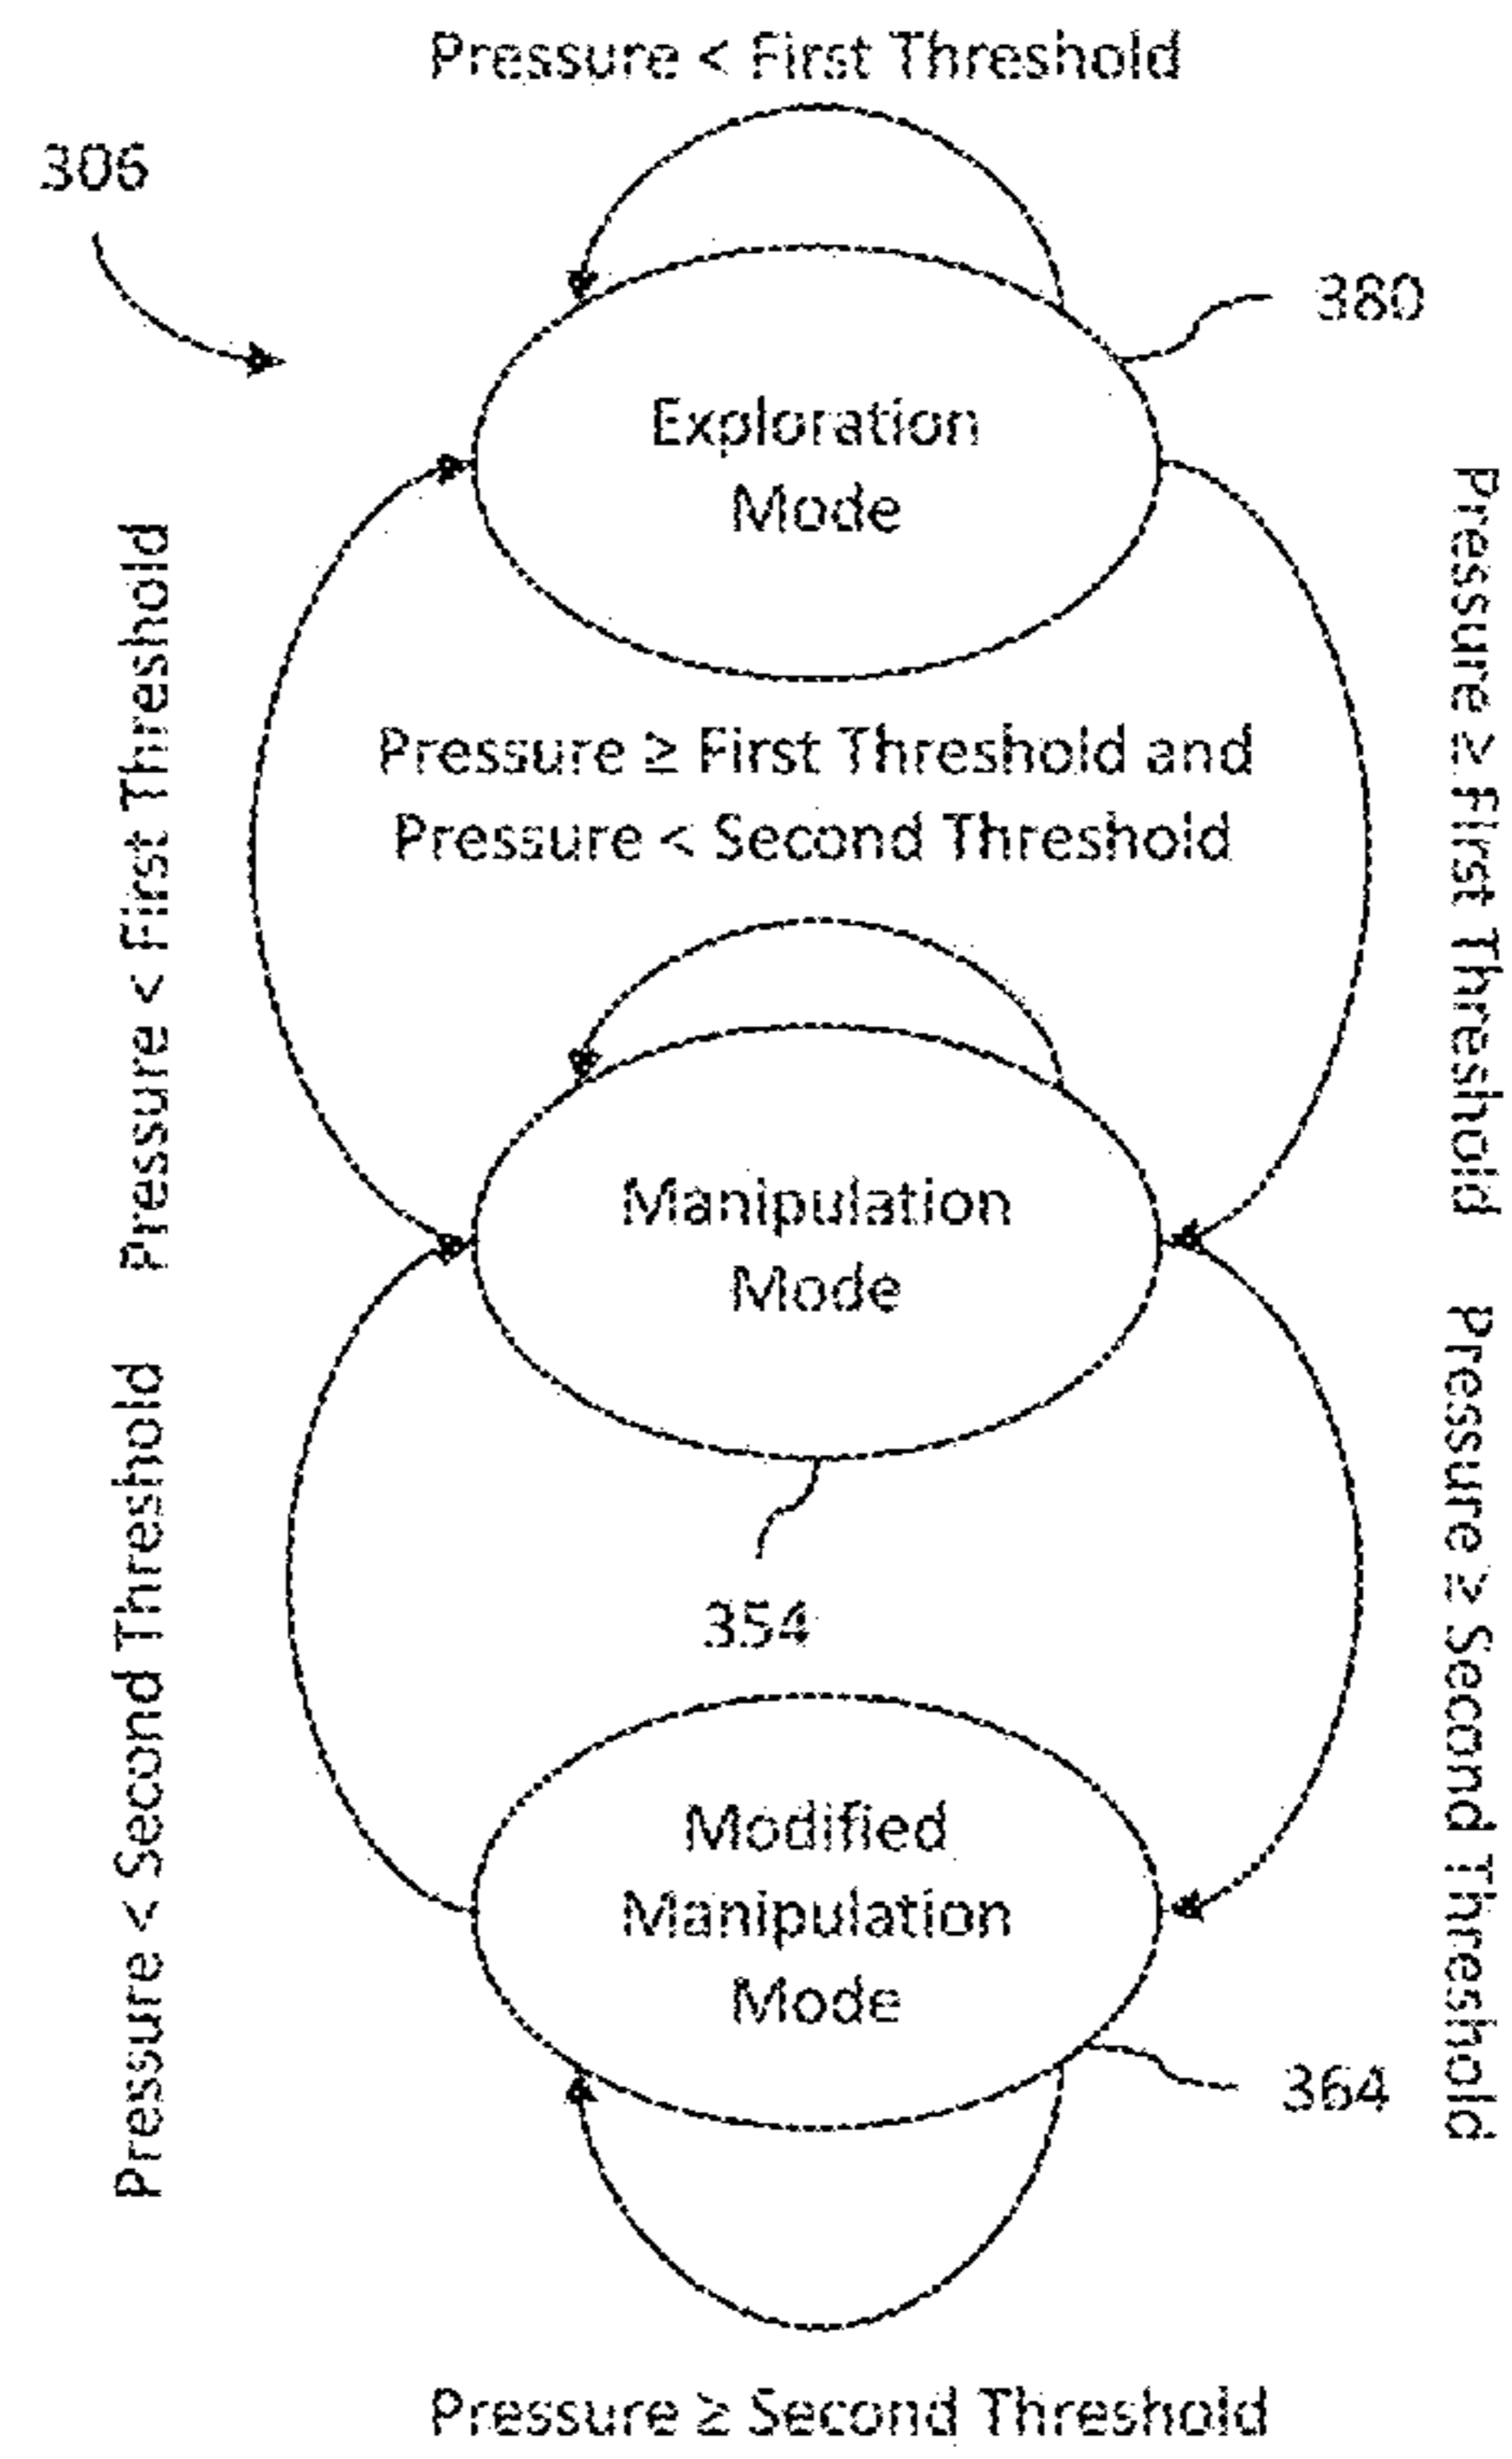 Pressure < First Threshold
306
380
Exploration
Mode
Pressure < First Threshold
Pressure ≥ First Threshold
Pressure ≥ First Threshold and
Pressure < Second Threshold
Manipulation
Mode
354
Pressure < Second Threshold
Pressure ≥ Second Threshold
Modified
Manipulation
Mode
364
Pressure ≥ Second Threshold